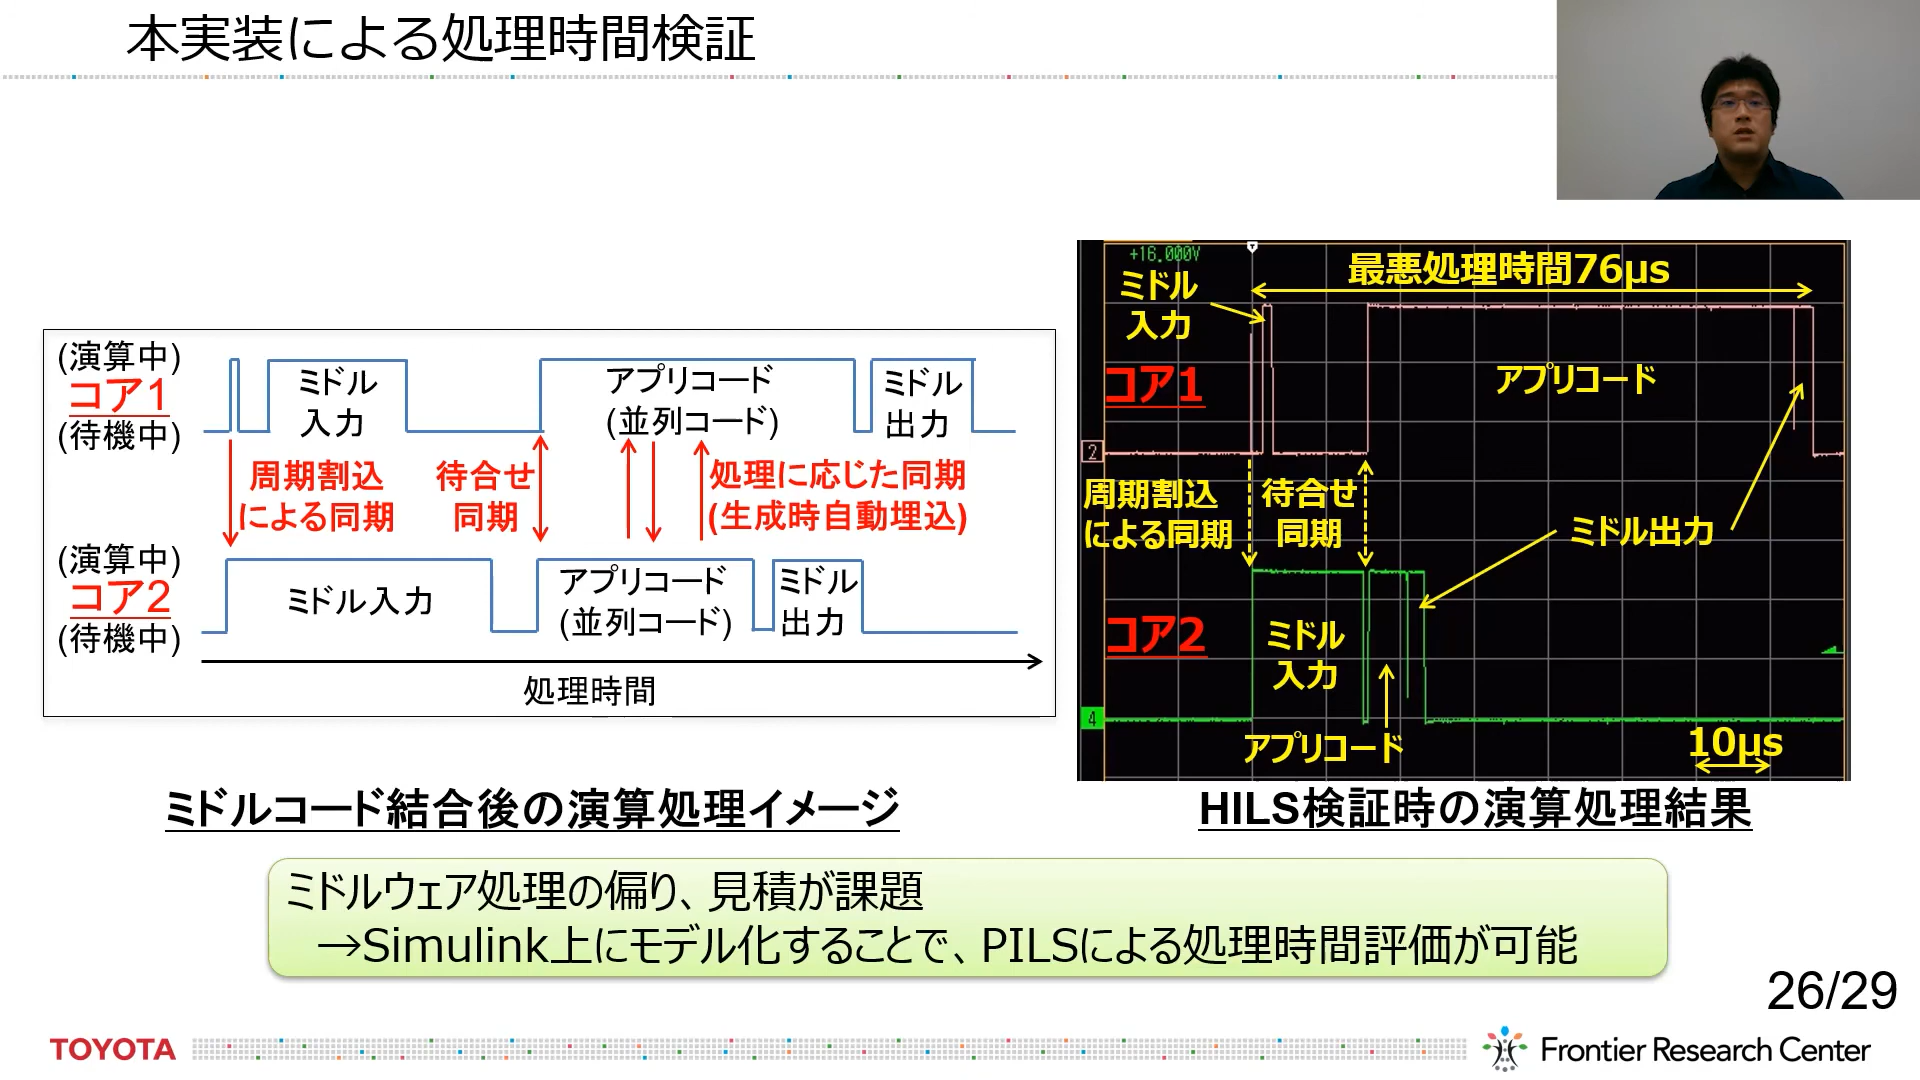 本実装による処理時間検証
(演算中)
コア1
(待機中)
ミドル
入力
アプリコード
(並列コード)
ミドル
出力
周期割込
による同期
待合せ
同期
処理に応じた同期
(生成時自動埋込)
(演算中)
コア2
(待機中)
ミドル入力
アプリコード
(並列コード)
ミドル
出力
処理時間
ミドルコード結合後の演算処理イメージ
+16.000V
最悪処理時間76μs
ミドル
入力
コア1
アプリコード
2
周期割込
による同期
待合せ
同期
ミドル出力
コア2
ミドル
入力
4
アプリコード
10μs
HILS検証時の演算処理結果
ミドルウェア処理の偏り、見積が課題
→Simulink上にモデル化することで、PILSによる処理時間評価が可能
26/29
TOYOTA
Frontier Research Center